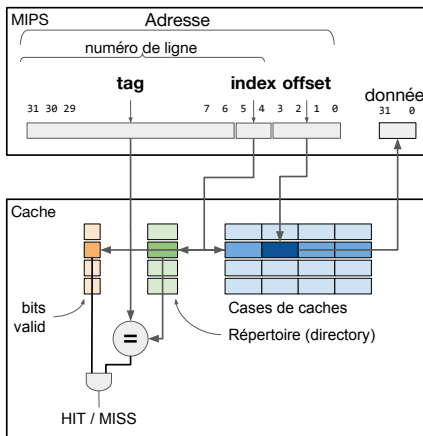 MIPS
Adresse
numéro de ligne
tag
index offset
donnée
31 30 29 7 6 5 4 3 2 1 0
31 0
Cache
bits
valid
Cases de caches
Répertoire (directory)
=
HIT / MISS